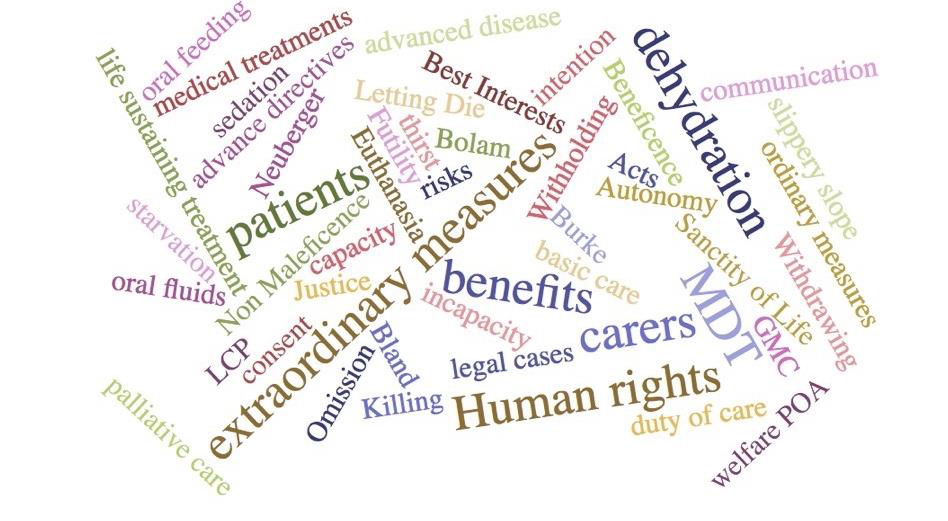 oral feeding
medical treatments
advanced disease
life sustaining treatment
sedation
advance directives
Neuberger
Letting Die
Best Interests
intention
dehydration
communication
Beneficence
Futility
thirst
Bolam
Withholding
slippery slope
Euthanasia
risks
Acts
Autonomy
ordinary measures
patients
starvation
Non Maleficence
capacity
extraordinary measures
Burke
Sanctity of Life
Withdrawing
oral fluids
Justice
benefits
basic care
MDT
incapacity
carers
GMC
LCP
consent
Bland
legal cases
Omission
Killing
Human rights
duty of care
welfare POA
palliative care